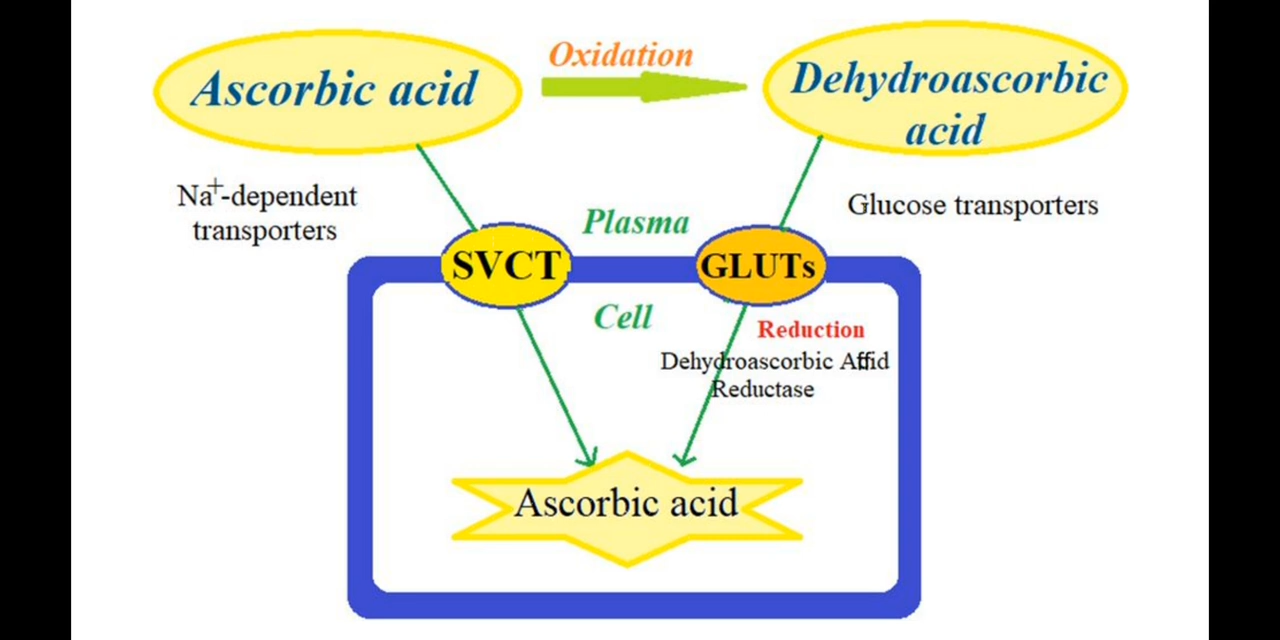 Oxidation
Ascorbic acid
Dehydroascorbic
acid
Na+-dependent
transporters
Glucose transporters
Plasma
SVCT
GLUTs
Cell
Reduction
Dehydroascorbic Affid
Reductase
Ascorbic acid